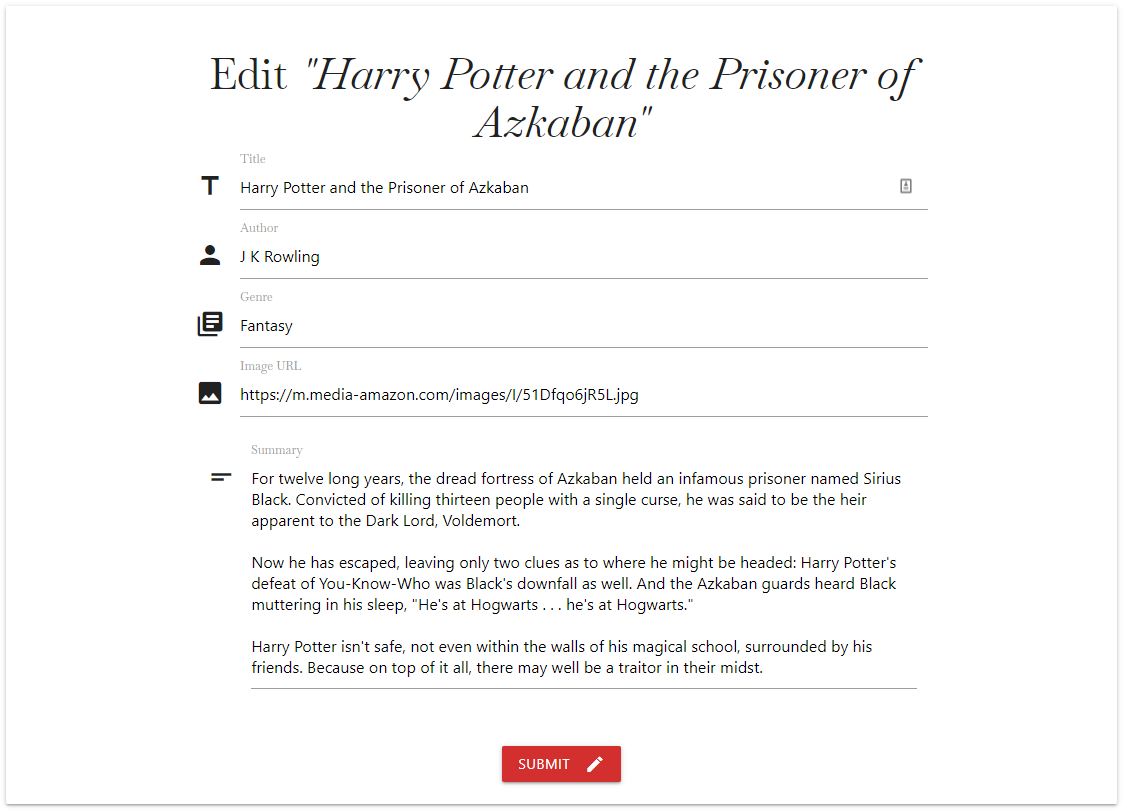 Edit "Harry Potter and the Prisoner of
Azkaban"
Title
Harry Potter and the Prisoner of Azkaban
Author
J K Rowling
Genre
Fantasy
Image URL
https://m.media-amazon.com/images/I/51Dfqo6jR5L.jpg
Summary
For twelve long years, the dread fortress of Azkaban held an infamous prisoner named Sirius
Black. Convicted of killing thirteen people with a single curse, he was said to be the heir
apparent to the Dark Lord, Voldemort.
Now he has escaped, leaving only two clues as to where he might be headed: Harry Potter's
defeat of You-Know-Who was Black's downfall as well. And the Azkaban guards heard Black
muttering in his sleep, "He's at Hogwarts . . . he's at Hogwarts."
Harry Potter isn't safe, not even within the walls of his magical school, surrounded by his
friends. Because on top of it all, there may well be a traitor in their midst.
SUBMIT